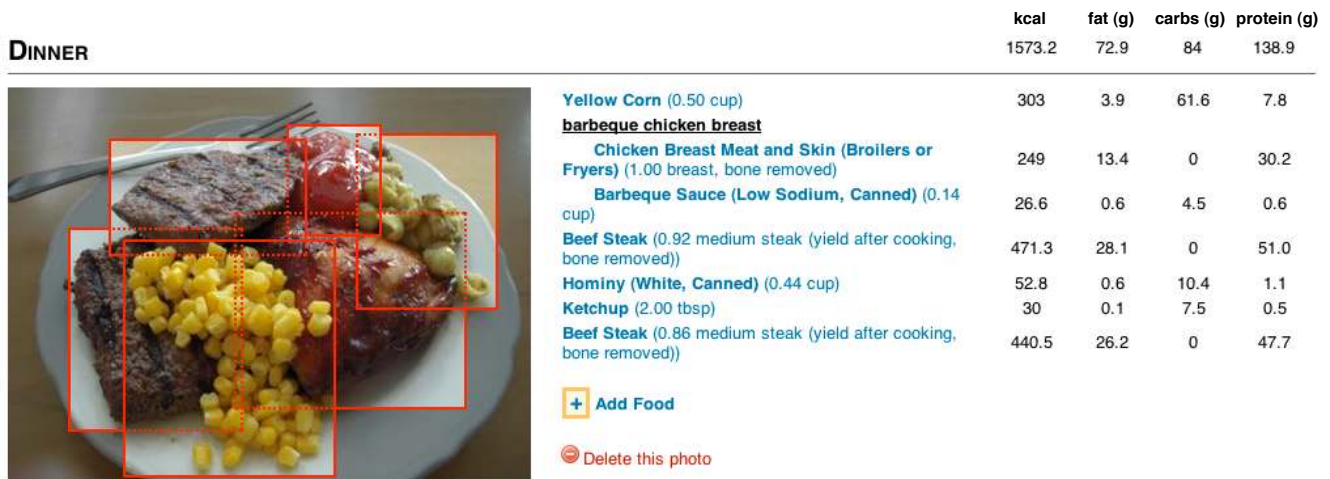 kcal fat (g) carbs (g) protein (g)
DINNER 1573.2 72.9 84 138.9
Yellow Corn (0.50 cup) 303 3.9 61.6 7.8
barbeque chicken breast
Chicken Breast Meat and Skin (Broilers or
Fryers) (1.00 breast, bone removed) 249 13.4 0 30.2
Barbeque Sauce (Low Sodium, Canned) (0.14
cup) 26.6 0.6 4.5 0.6
Beef Steak (0.92 medium steak (yield after cooking,
bone removed)) 471.3 28.1 0 51.0
Hominy (White, Canned) (0.44 cup) 52.8 0.6 10.4 1.1
Ketchup (2.00 tbsp) 30 0.1 7.5 0.5
Beef Steak (0.86 medium steak (yield after cooking,
bone removed)) 440.5 26.2 0 47.7
+ Add Food
Delete this photo